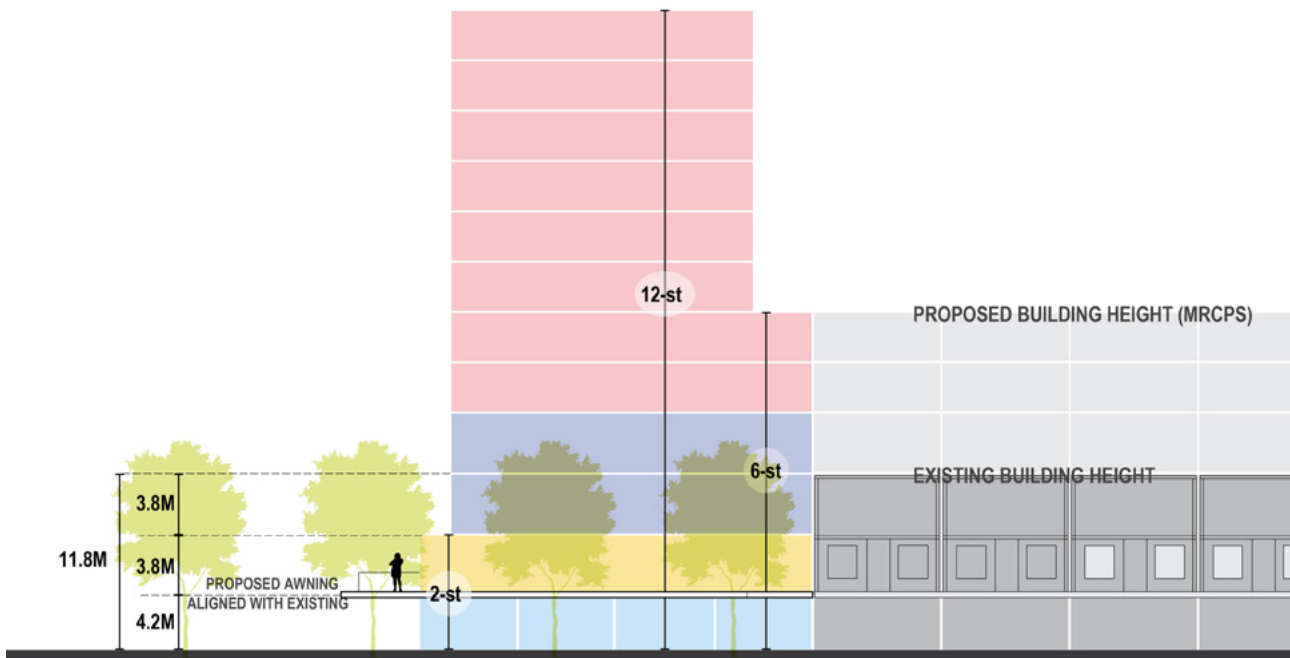 12-st
PROPOSED BUILDING HEIGHT (MRCPS)
6-st
EXISTING BUILDING HEIGHT
3.8M
11.8M
3.8M
PROPOSED AWNING
ALIGNED WITH EXISTING
2-st
4.2M